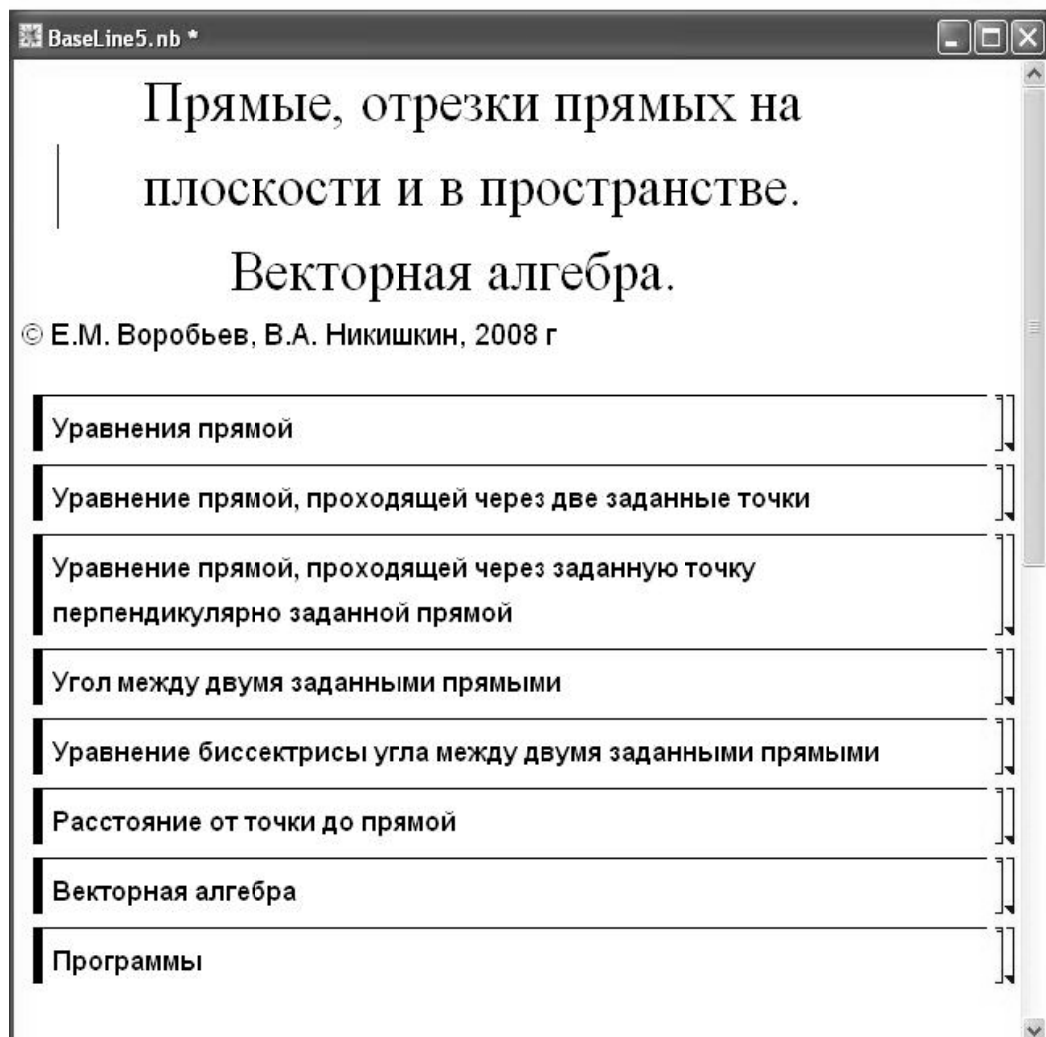 BaseLine5.nb *
Прямые, отрезки прямых на
плоскости и в пространстве.
Векторная алгебра.
© Е.М. Воробьев, В.А. Никишкин, 2008 г
Уравнения прямой
Уравнение прямой, проходящей через две заданные точки
Уравнение прямой, проходящей через заданную точку
перпендикулярно заданной прямой
Угол между двумя заданными прямыми
Уравнение биссектрисы угла между двумя заданными прямыми
Расстояние от точки до прямой
Векторная алгебра
Программы